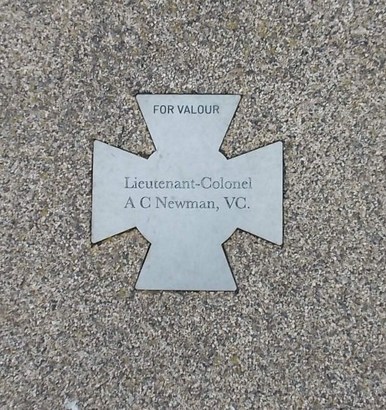 FOR VALOUR
Lieutenant-Colonel
A C Newman, VC.